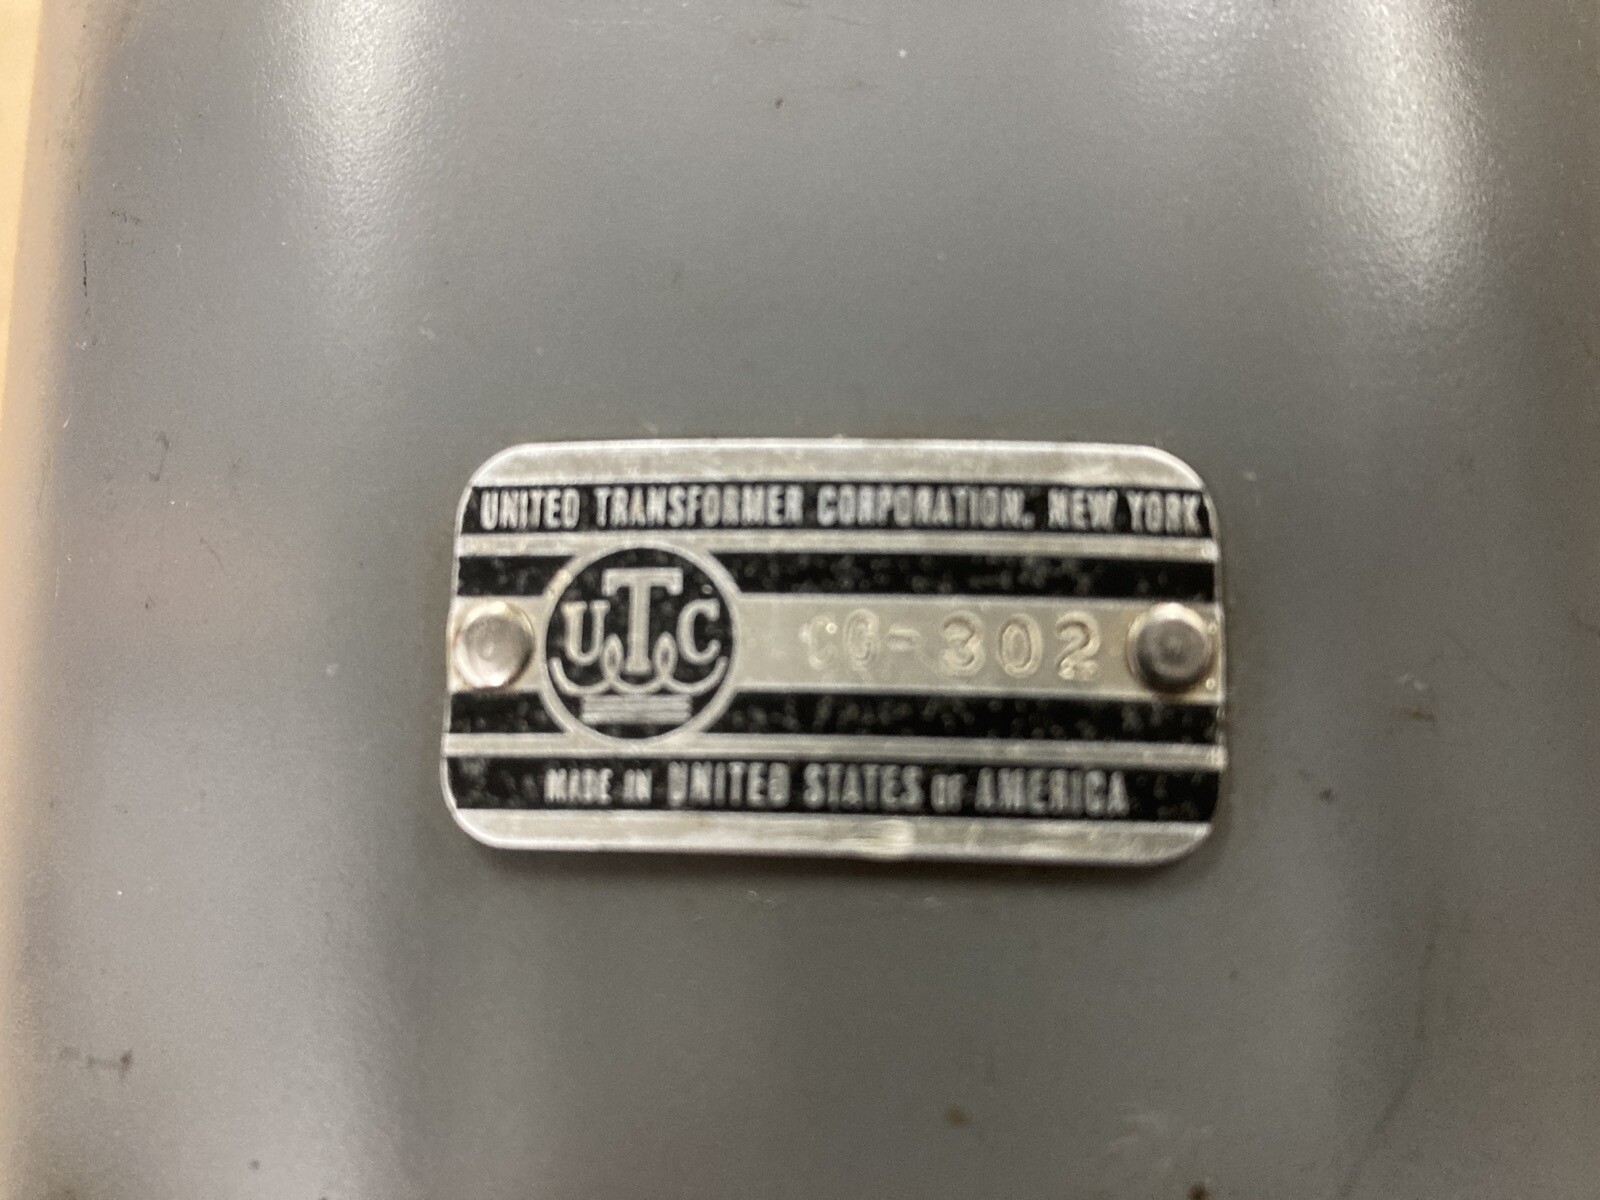 UNITED TRANSFORMER CORPORATION, NEW YORK
UTC
CG-302
MADE IN UNITED STATES OF AMERICA